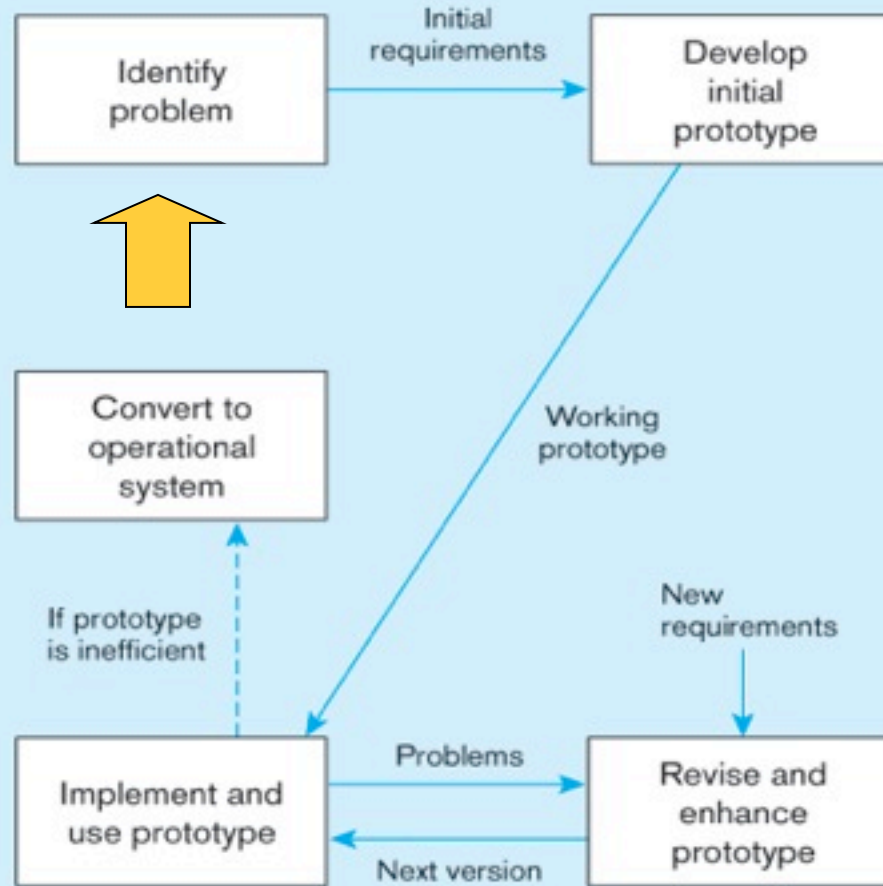 Identify
problem
Initial
requirements
Develop
initial
prototype
Convert to
operational
system
Working
prototype
If prototype
is inefficient
New
requirements
Implement and
use prototype
Problems
Next version
Revise and
enhance
prototype